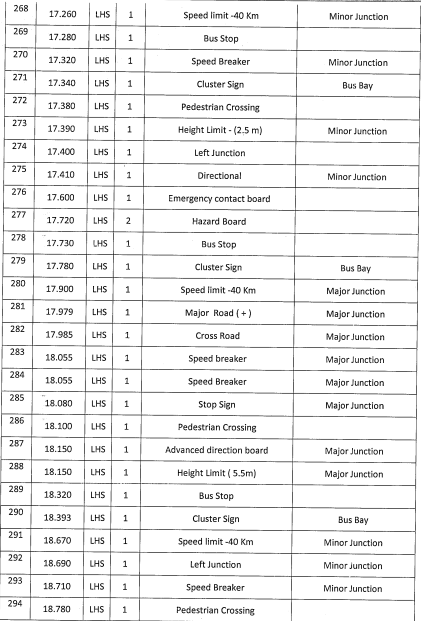 268 17.260 LHS 1 Speed limit -40 Km Minor Junction
269 17.280 LHS 1 Bus Stop
270 17.320 LHS 1 Speed Breaker Minor Junction
271 17.340 LHS 1 Cluster Sign Bus Bay
272 17.380 LHS 1 Pedestrian Crossing
273 17.390 LHS 1 Height Limit - (2.5 m) Minor Junction
274 17.400 LHS 1 Left Junction
275 17.410 LHS 1 Directional Minor Junction
276 17.600 LHS 1 Emergency contact board
277 17.720 LHS 2 Hazard Board
278 17.730 LHS 1 Bus Stop
279 17.780 LHS 1 Cluster Sign Bus Bay
280 17.900 LHS 1 Speed limit -40 Km Major Junction
281 17.979 LHS 1 Major Road ( + ) Major Junction
282 17.985 LHS 1 Cross Road Major Junction
283 18.055 LHS 1 Speed breaker Major Junction
284 18.055 LHS 1 Speed Breaker Major Junction
285 18.080 LHS 1 Stop Sign Major Junction
286 18.100 LHS 1 Pedestrian Crossing
287 18.150 LHS 1 Advanced direction board Major Junction
288 18.150 LHS 1 Height Limit ( 5.5m) Major Junction
289 18.320 LHS 1 Bus Stop
290 18.393 LHS 1 Cluster Sign Bus Bay
291 18.670 LHS 1 Speed limit -40 Km Minor Junction
292 18.690 LHS 1 Left Junction Minor Junction
293 18.710 LHS 1 Speed Breaker Minor Junction
294 18.780 LHS 1 Pedestrian Crossing